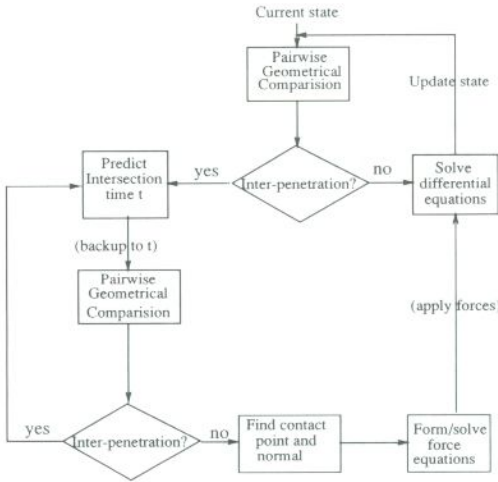 Current state
Pairwise
Geometrical
Comparision
Update state
Predict
Intersection
time t
yes
Inter-penetration?
no
Solve
differential
equations
(backup to t)
Pairwise
Geometrical
Comparision
(apply forces)
yes
Inter-penetration?
no
Find contact
point and
normal
Form/solve
force
equations